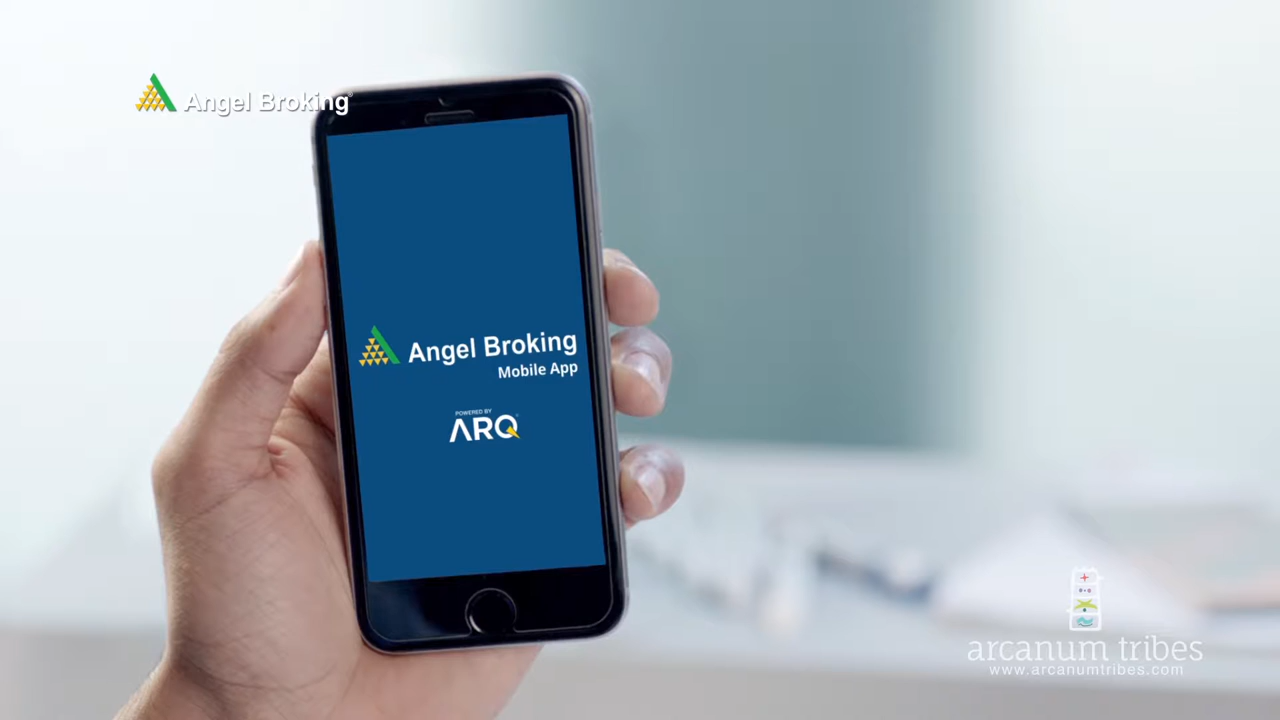 Angel Broking®
Angel Broking
Mobile App
POWERED BY
ARQ
arcanum tribes
www.arcanumtribes.com